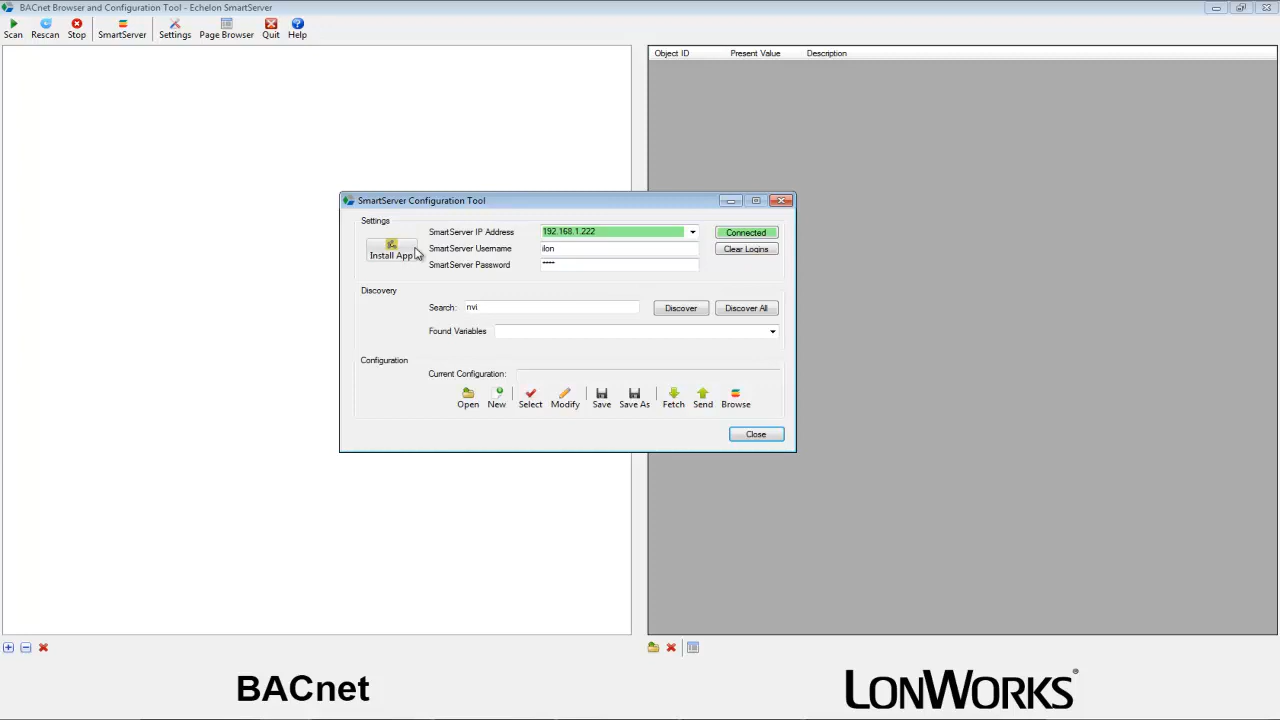 BACnet Browser and Configuration Tool - Echelon SmartServer
Scan Rescan Stop SmartServer Settings Page Browser Quit Help
Object ID Present Value Description
SmartServer Configuration Tool
Settings
SmartServer IP Address 192.168.1.222 Connected
Install App
SmartServer Username ilon Clear Logins
SmartServer Password ****
Discovery
Search: nvi Discover Discover All
Found Variables
Configuration
Current Configuration:
Open New Select Modify Save Save As Fetch Send Browse
Close
BACnet
LONWORKS®